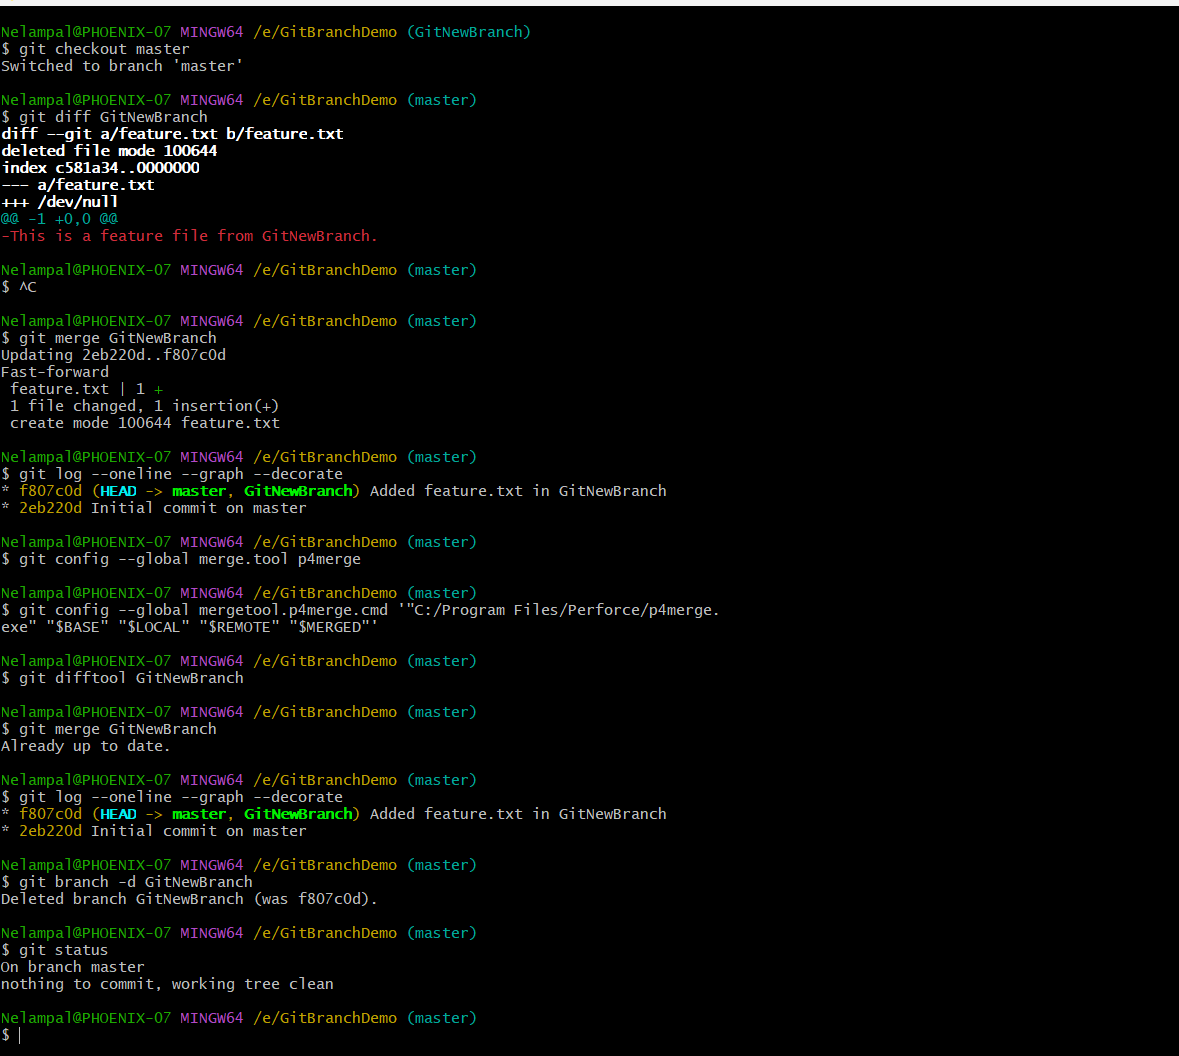 Nelampal@PHOENIX-07 MINGW64 /e/GitBranchDemo (GitNewBranch)
$ git checkout master
Switched to branch 'master'
Nelampal@PHOENIX-07 MINGW64 /e/GitBranchDemo (master)
$ git diff GitNewBranch
diff --git a/feature.txt b/feature.txt
deleted file mode 100644
index c581a34..0000000
--- a/feature.txt
+++ /dev/null
@@ -1 +0,0 @@
-This is a feature file from GitNewBranch.
Nelampal@PHOENIX-07 MINGW64 /e/GitBranchDemo (master)
$ ^C
Nelampal@PHOENIX-07 MINGW64 /e/GitBranchDemo (master)
$ git merge GitNewBranch
Updating 2eb220d..f807c0d
Fast-forward
 feature.txt | 1 +
 1 file changed, 1 insertion(+)
 create mode 100644 feature.txt
Nelampal@PHOENIX-07 MINGW64 /e/GitBranchDemo (master)
$ git log --oneline --graph --decorate
* f807c0d (HEAD -> master, GitNewBranch) Added feature.txt in GitNewBranch
* 2eb220d Initial commit on master
Nelampal@PHOENIX-07 MINGW64 /e/GitBranchDemo (master)
$ git config --global merge.tool p4merge
Nelampal@PHOENIX-07 MINGW64 /e/GitBranchDemo (master)
$ git config --global mergetool.p4merge.cmd '"C:/Program Files/Perforce/p4merge.
exe" "$BASE" "$LOCAL" "$REMOTE" "$MERGED"'
Nelampal@PHOENIX-07 MINGW64 /e/GitBranchDemo (master)
$ git difftool GitNewBranch
Nelampal@PHOENIX-07 MINGW64 /e/GitBranchDemo (master)
$ git merge GitNewBranch
Already up to date.
Nelampal@PHOENIX-07 MINGW64 /e/GitBranchDemo (master)
$ git log --oneline --graph --decorate
* f807c0d (HEAD -> master, GitNewBranch) Added feature.txt in GitNewBranch
* 2eb220d Initial commit on master
Nelampal@PHOENIX-07 MINGW64 /e/GitBranchDemo (master)
$ git branch -d GitNewBranch
Deleted branch GitNewBranch (was f807c0d).
Nelampal@PHOENIX-07 MINGW64 /e/GitBranchDemo (master)
$ git status
On branch master
nothing to commit, working tree clean
Nelampal@PHOENIX-07 MINGW64 /e/GitBranchDemo (master)
$